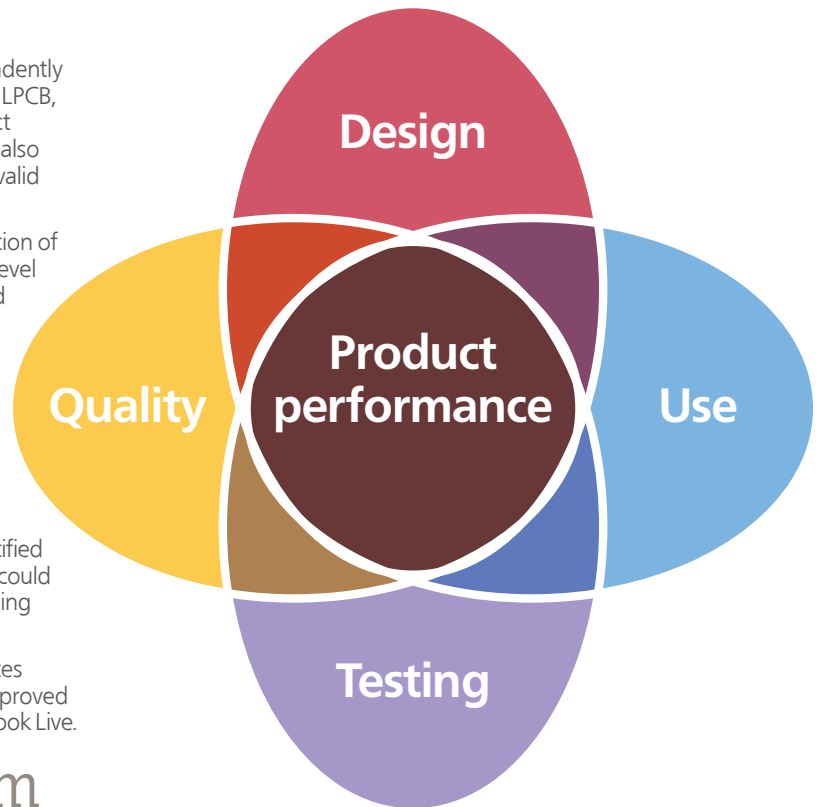 dently
LPCB,
ct
also
valid
tion of
evel
d
tified
could
ing
tes
proved
ook Live.
m
Design
Quality
Product
performance
Use
Testing